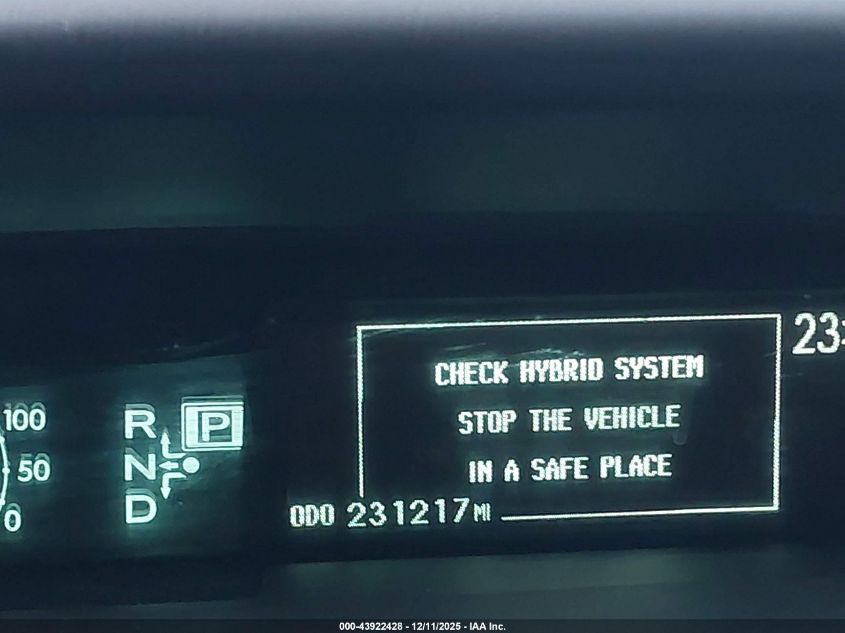 CHECK HYBRID SYSTEM
STOP THE VEHICLE
IN A SAFE PLACE
ODO 231217 MI
23:
100
50
0
R
P
N
D
000-43922428 - 12/11/2025 - IAA Inc.